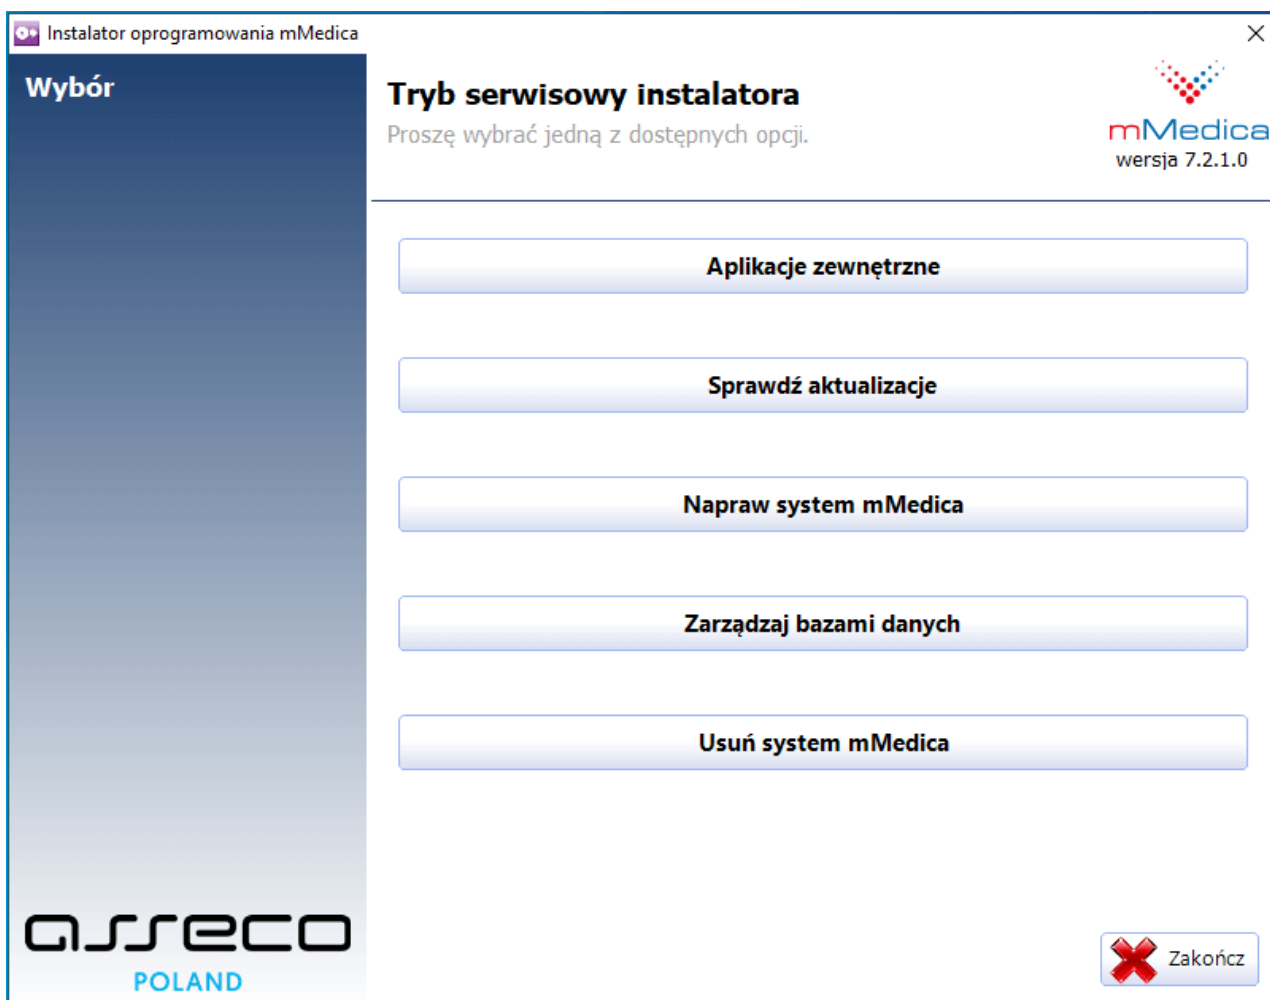 Instalator oprogramowania mMedica
Wybór
Tryb serwisowy instalatora
Proszę wybrać jedną z dostępnych opcji.
mMedica
wersja 7.2.1.0
Aplikacje zewnętrzne
Sprawdź aktualizacje
Napraw system mMedica
Zarządzaj bazami danych
Usuń system mMedica
asseco
POLAND
Zakończ